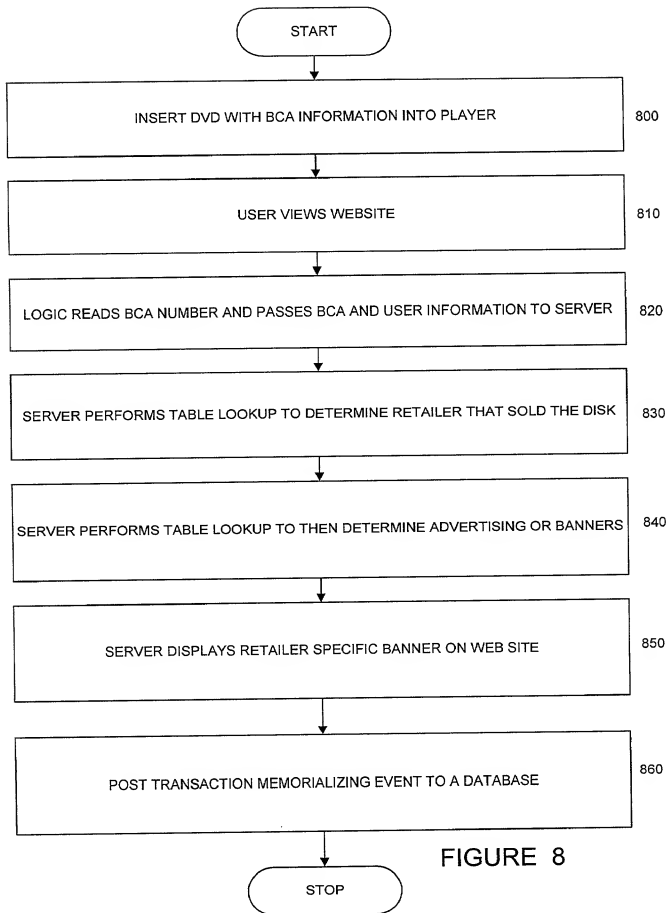 START
INSERT DVD WITH BCA INFORMATION INTO PLAYER
800
USER VIEWS WEBSITE
810
LOGIC READS BCA NUMBER AND PASSES BCA AND USER INFORMATION TO SERVER
820
SERVER PERFORMS TABLE LOOKUP TO DETERMINE RETAILER THAT SOLD THE DISK
830
SERVER PERFORMS TABLE LOOKUP TO THEN DETERMINE ADVERTISING OR BANNERS
840
SERVER DISPLAYS RETAILER SPECIFIC BANNER ON WEB SITE
850
POST TRANSACTION MEMORIALIZING EVENT TO A DATABASE
860
FIGURE 8
STOP